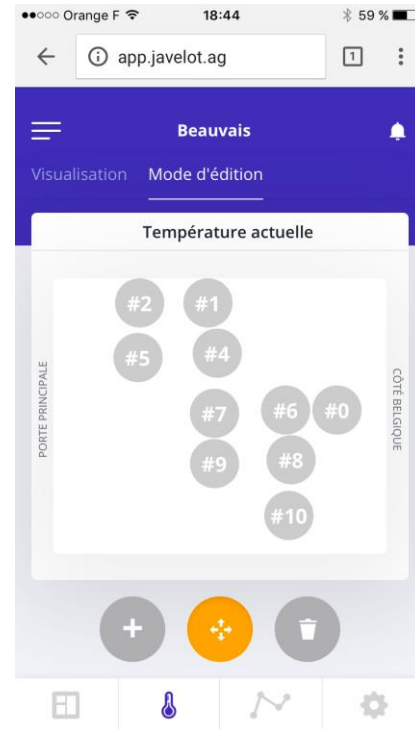 Orange F 18:44 59 %
app.javelot.ag 1
Beauvais
Visualisation Mode d'édition
Température actuelle
#2 #1
#5 #4
#7 #6 #0
#9 #8
#10
PORTE PRINCIPALE
CÔTÉ BELGIQUE